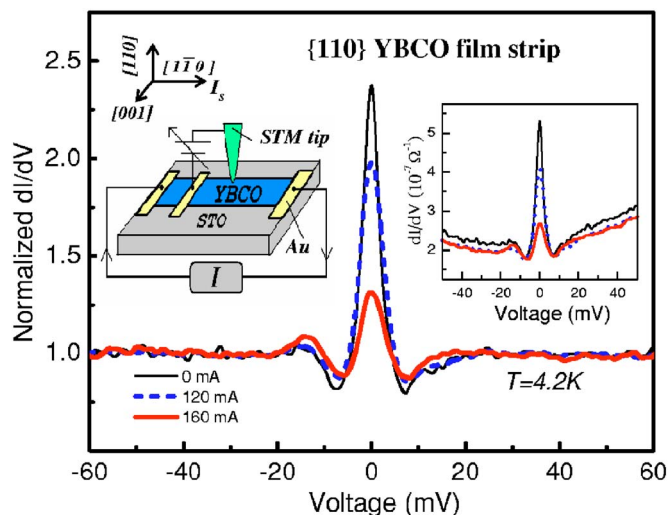 {110} YBCO film strip
[110]
[11̅0]
I_s
[001]
STM tip
YBCO
STO
Au
I
Normalized dI/dV
2.5
2.0
1.5
1.0
0 mA
120 mA
160 mA
T=4.2K
-60 -40 -20 0 20 40 60
Voltage (mV)
dI/dV (10⁻⁷ Ω⁻¹)
5
4
3
2
-40 -20 0 20 40
Voltage (mV)